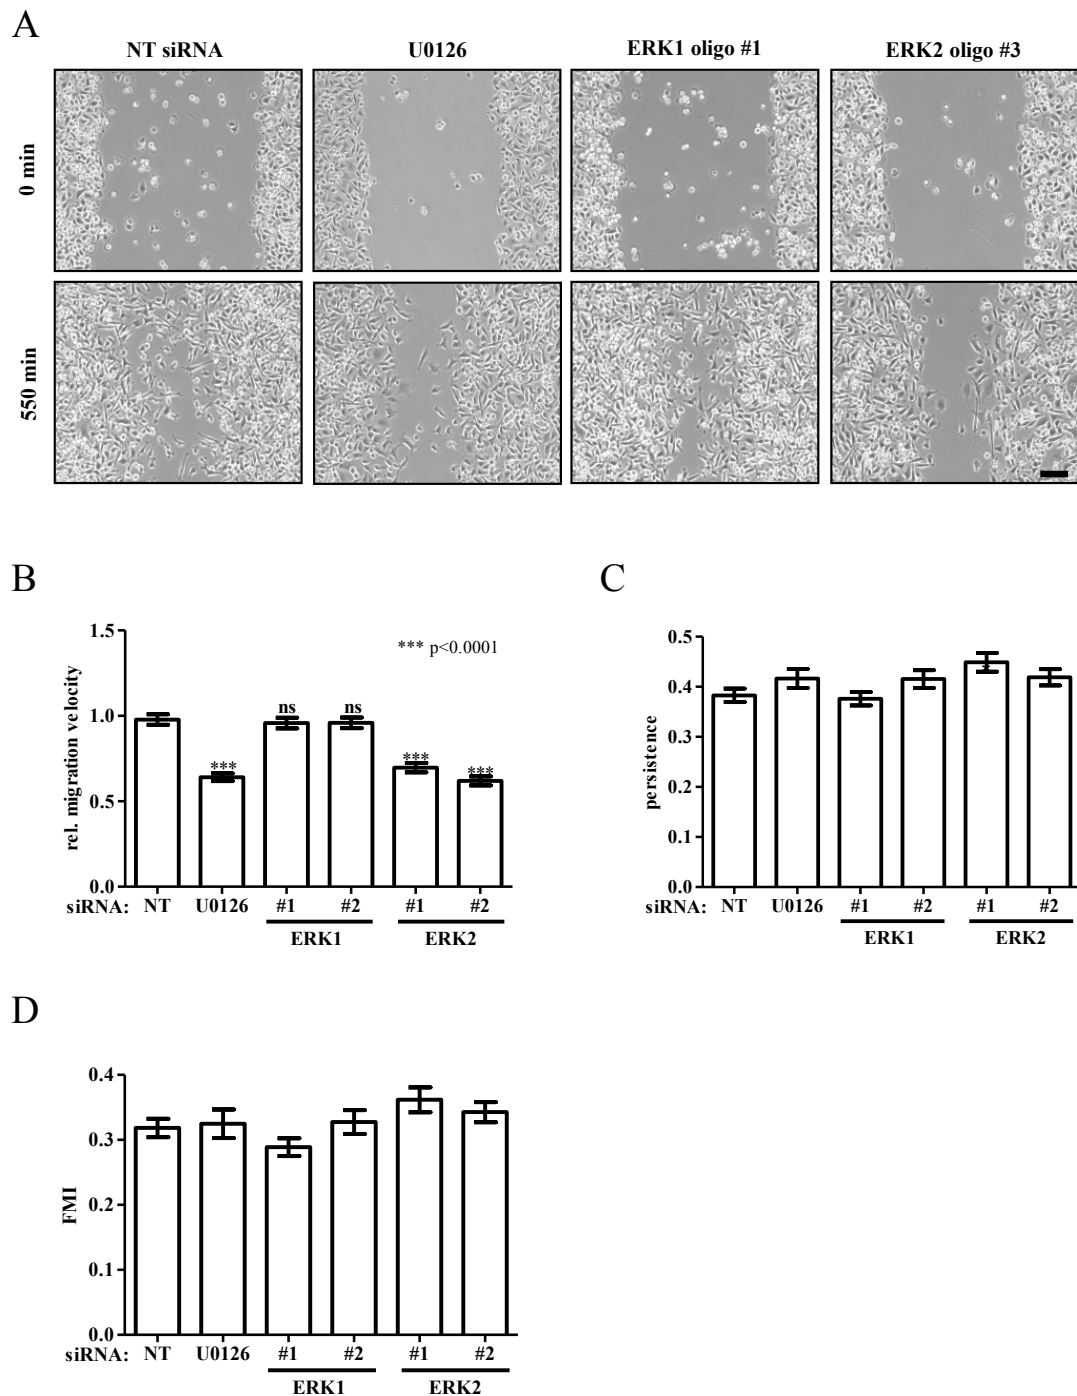 A
NT siRNA U0126 ERK1 oligo #1 ERK2 oligo #3
0 min
550 min
B
rel. migration velocity
1.5
1.0
0.5
0.0
*** p<0.0001
*** ns ns *** ***
siRNA: NT U0126 #1 #2 #1 #2
ERK1 ERK2
C
persistence
0.5
0.4
0.3
0.2
0.1
0.0
*
siRNA: NT U0126 #1 #2 #1 #2
ERK1 ERK2
D
FMI
0.4
0.3
0.2
0.1
0.0
siRNA: NT U0126 #1 #2 #1 #2
ERK1 ERK2